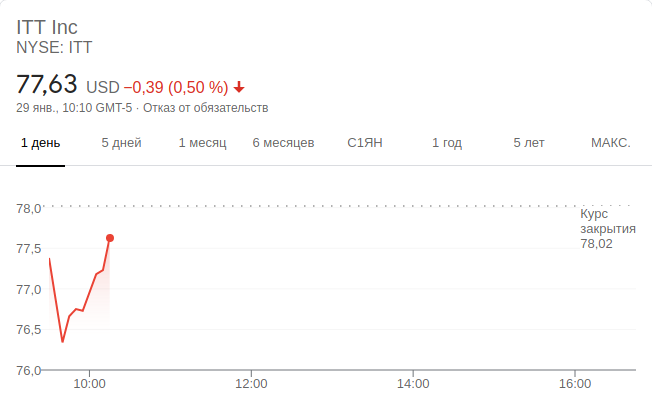 ITT Inc
NYSE: ITT
77,63 USD −0,39 (0,50 %)
29 янв., 10:10 GMT-5 · Отказ от обязательств
1 день 5 дней 1 месяц 6 месяцев С1ЯН 1 год 5 лет МАКС.
78,0
Курс
закрытия
78,02
77,5
77,0
76,5
76,0
10:00 12:00 14:00 16:00